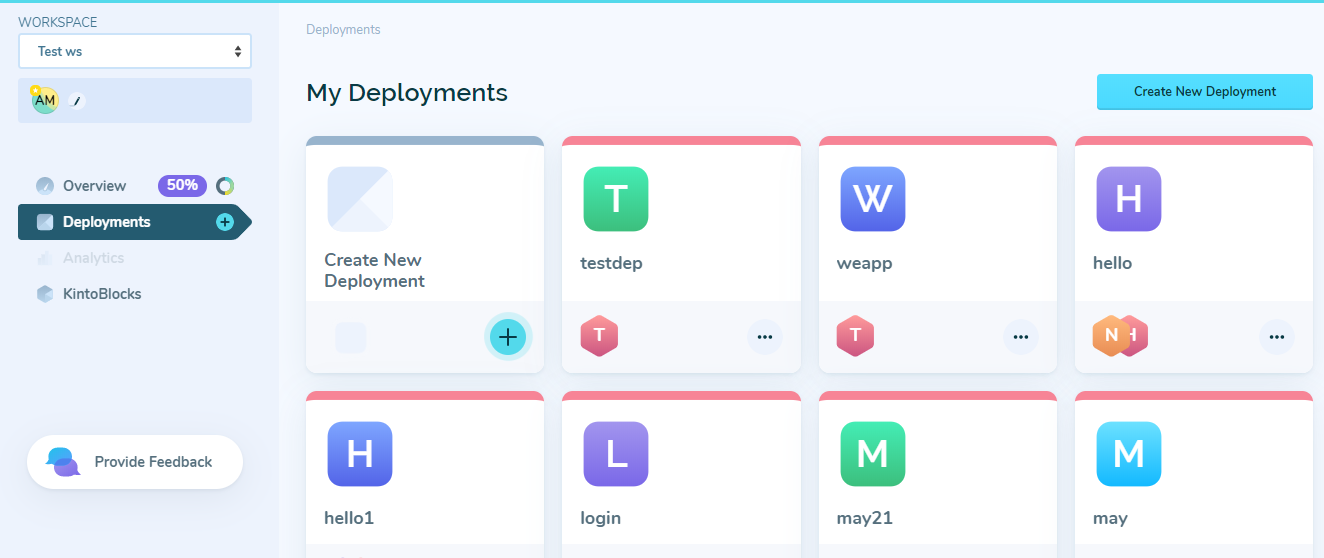 WORKSPACE
Test ws
AM
Overview 50%
Deployments
Analytics
KintoBlocks
Provide Feedback
Deployments
My Deployments
Create New Deployment
Create New
Deployment
T
testdep
T
W
weapp
T
H
hello
N H
H
hello1
L
login
M
may21
M
may